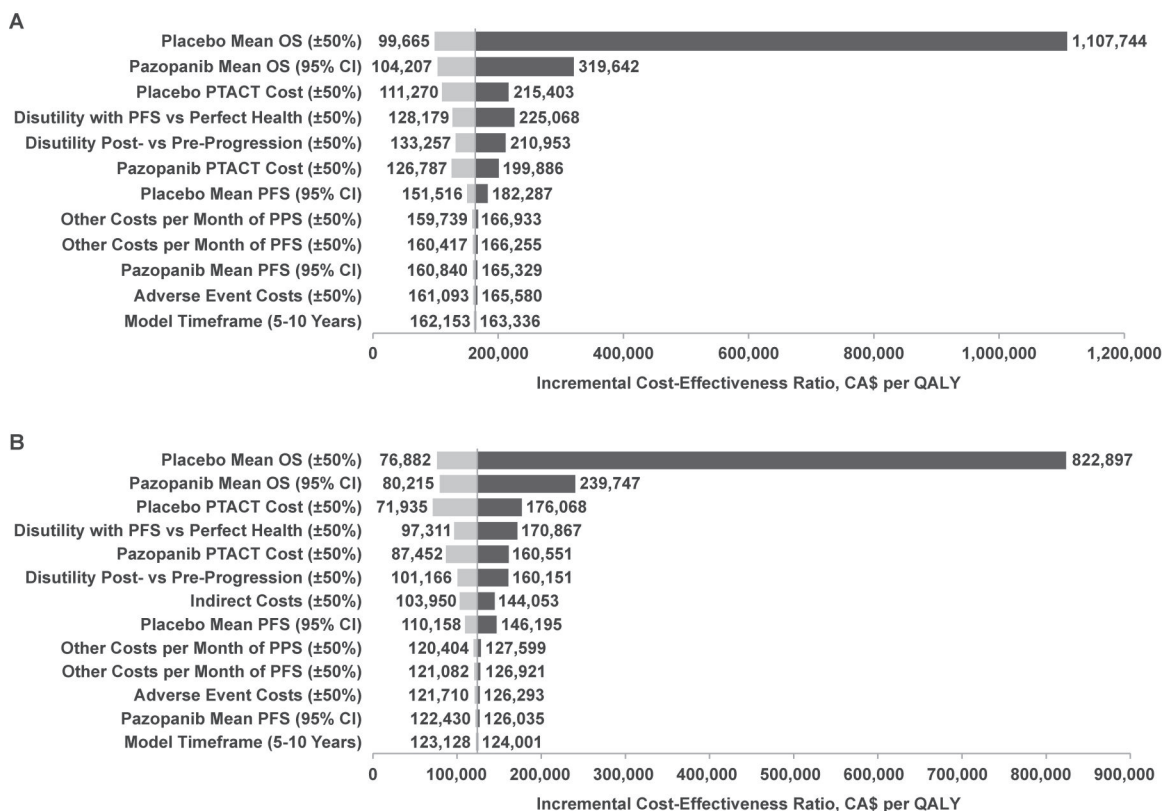 A
Placebo Mean OS (±50%) 99,665 1,107,744
Pazopanib Mean OS (95% CI) 104,207 319,642
Placebo PTACT Cost (±50%) 111,270 215,403
Disutility with PFS vs Perfect Health (±50%) 128,179 225,068
Disutility Post- vs Pre-Progression (±50%) 133,257 210,953
Pazopanib PTACT Cost (±50%) 126,787 199,886
Placebo Mean PFS (95% CI) 151,516 182,287
Other Costs per Month of PPS (±50%) 159,739 166,933
Other Costs per Month of PFS (±50%) 160,417 166,255
Pazopanib Mean PFS (95% CI) 160,840 165,329
Adverse Event Costs (±50%) 161,093 165,580
Model Timeframe (5-10 Years) 162,153 163,336
0 200,000 400,000 600,000 800,000 1,000,000 1,200,000
Incremental Cost-Effectiveness Ratio, CA$ per QALY
B
Placebo Mean OS (±50%) 76,882 822,897
Pazopanib Mean OS (95% CI) 80,215 239,747
Placebo PTACT Cost (±50%) 71,935 176,068
Disutility with PFS vs Perfect Health (±50%) 97,311 170,867
Pazopanib PTACT Cost (±50%) 87,452 160,551
Disutility Post- vs Pre-Progression (±50%) 101,166 160,151
Indirect Costs (±50%) 103,950 144,053
Placebo Mean PFS (95% CI) 110,158 146,195
Other Costs per Month of PPS (±50%) 120,404 127,599
Other Costs per Month of PFS (±50%) 121,082 126,921
Adverse Event Costs (±50%) 121,710 126,293
Pazopanib Mean PFS (95% CI) 122,430 126,035
Model Timeframe (5-10 Years) 123,128 124,001
0 100,000 200,000 300,000 400,000 500,000 600,000 700,000 800,000 900,000
Incremental Cost-Effectiveness Ratio, CA$ per QALY